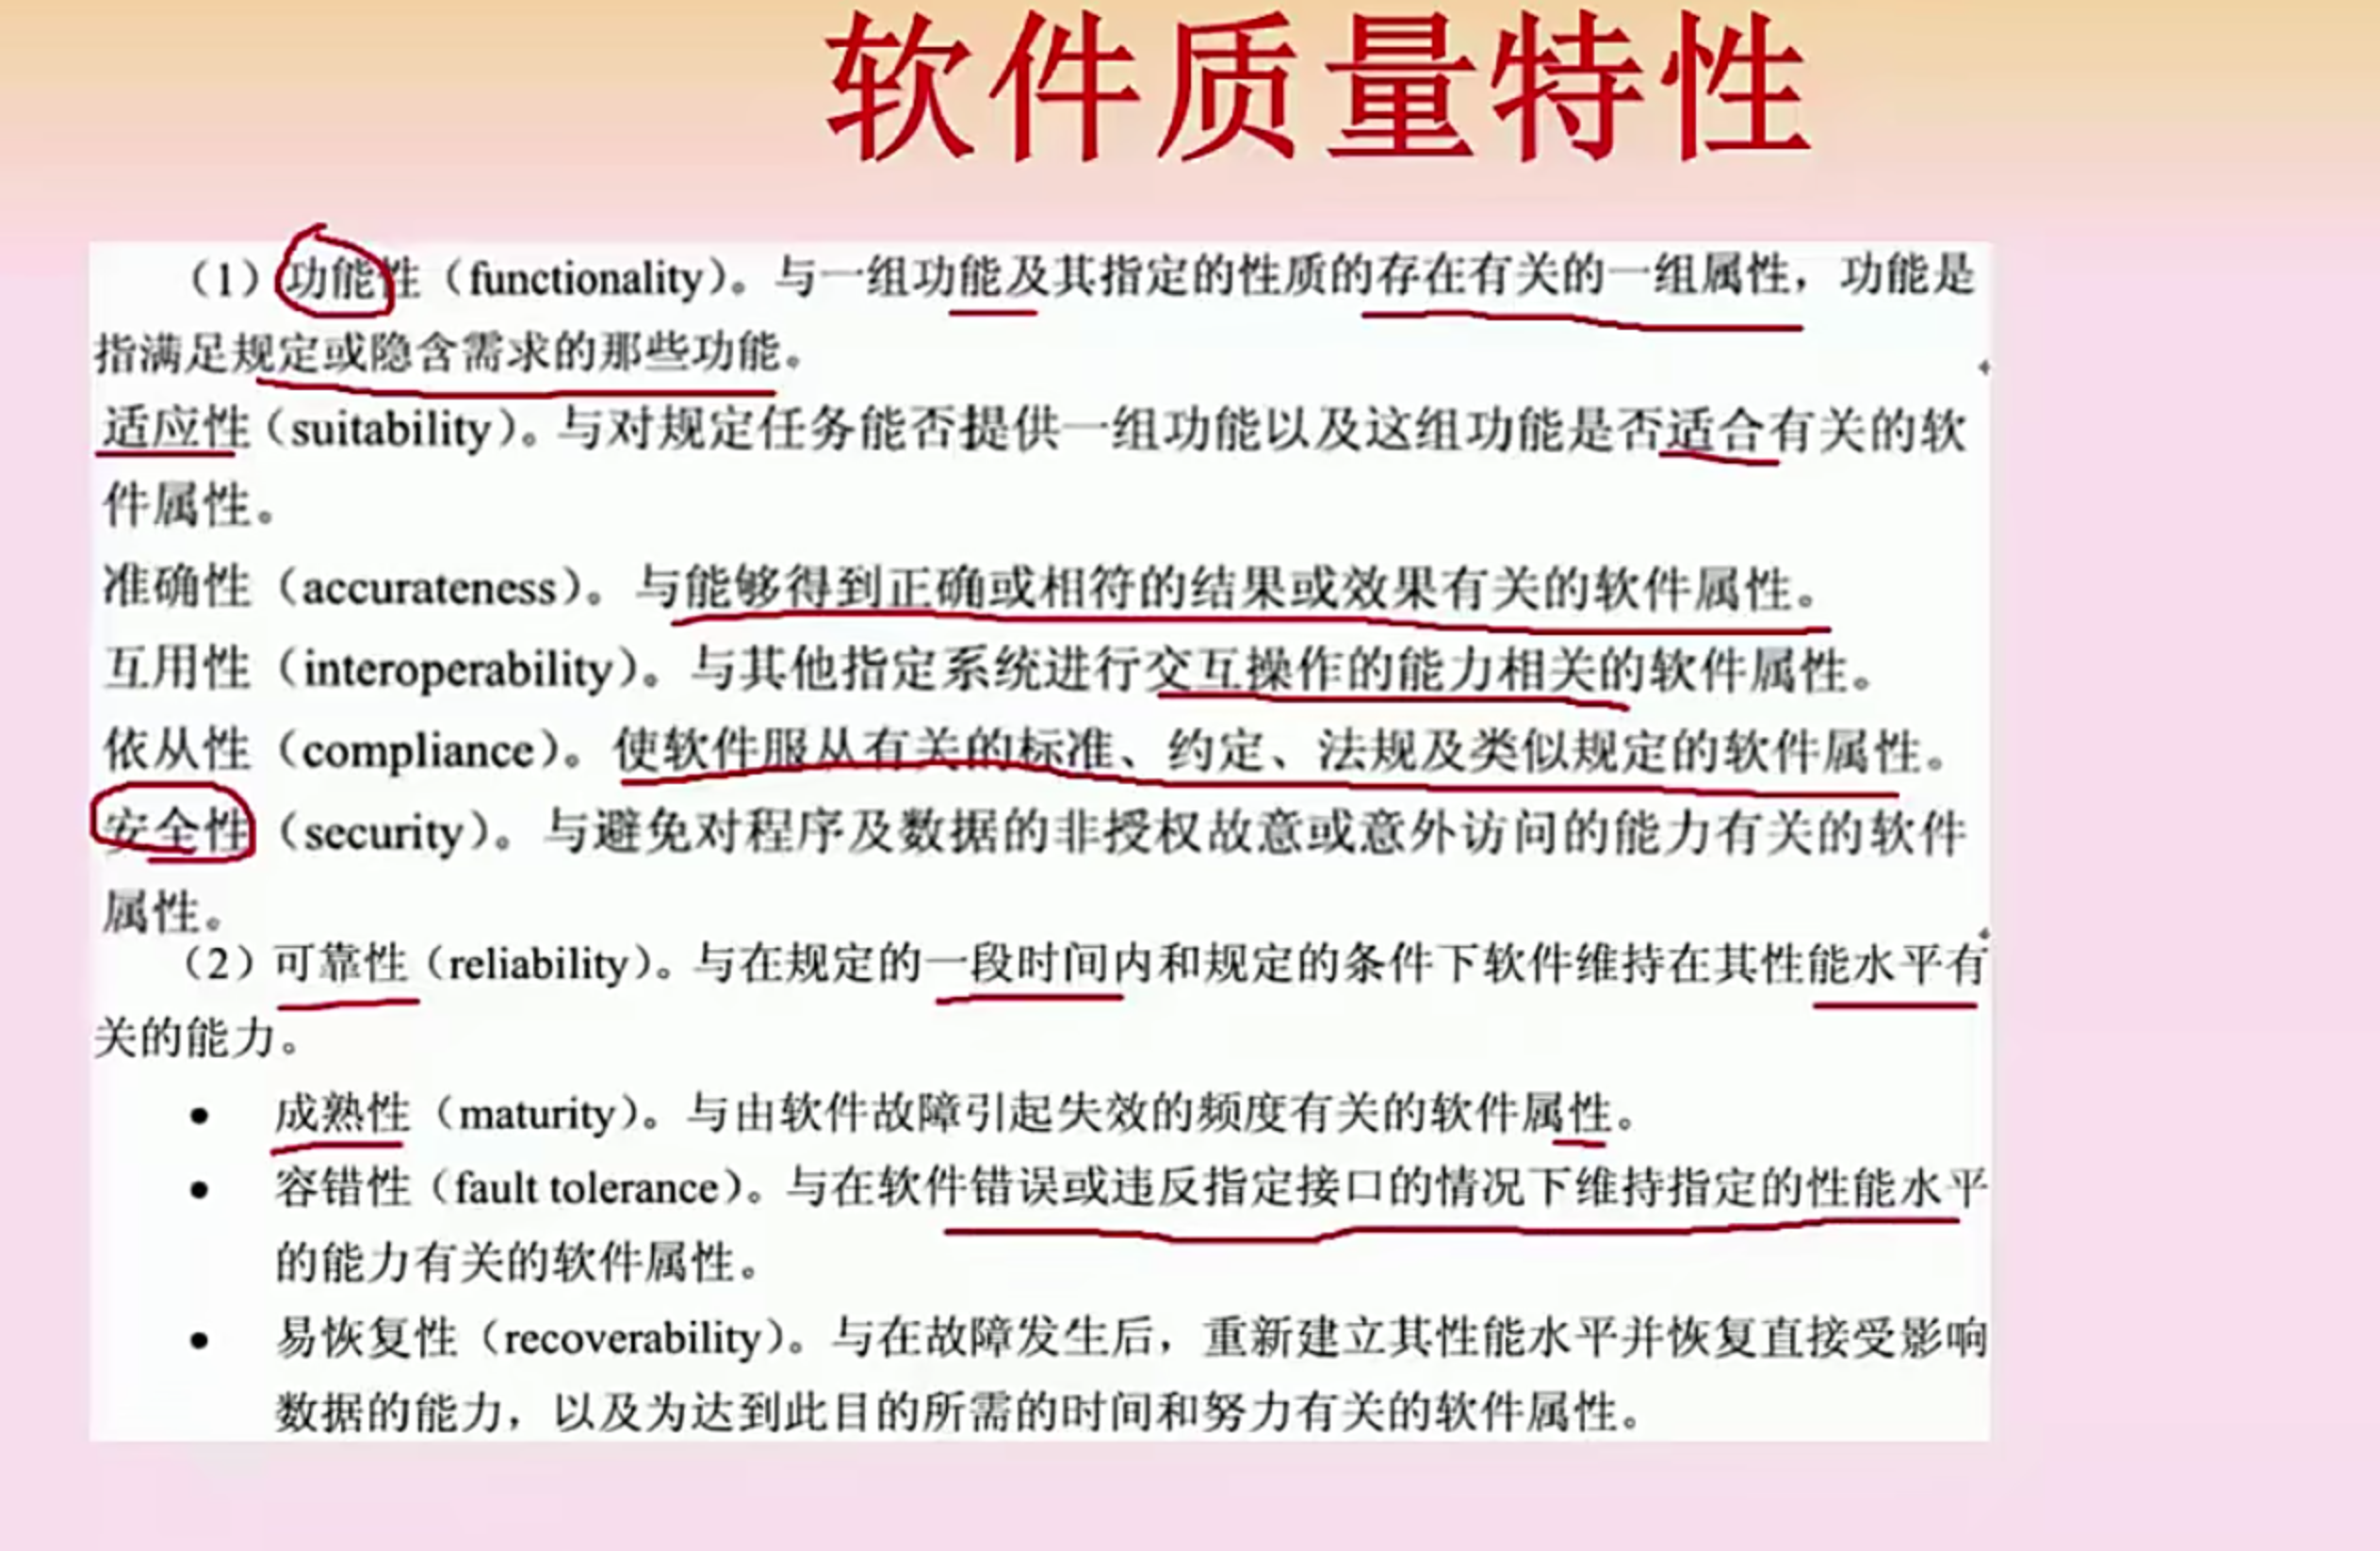 软件质量特性
（1）功能性（functionality）。与一组功能及其指定的性质的存在有关的一组属性，功能是
指满足规定或隐含需求的那些功能。
适应性（suitability）。与对规定任务能否提供一组功能以及这组功能是否适合有关的软
件属性。
准确性（accurateness）。与能够得到正确或相符的结果或效果有关的软件属性。
互用性（interoperability）。与其他指定系统进行交互操作的能力相关的软件属性。
依从性（compliance）。使软件服从有关的标准、约定、法规及类似规定的软件属性。
安全性（security）。与避免对程序及数据的非授权故意或意外访问的能力有关的软件
属性。
（2）可靠性（reliability）。与在规定的一段时间内和规定的条件下软件维持在其性能水平有
关的能力。
• 成熟性（maturity）。与由软件故障引起失效的频度有关的软件属性。
• 容错性（fault tolerance）。与在软件错误或违反指定接口的情况下维持指定的性能水平
的能力有关的软件属性。
• 易恢复性（recoverability）。与在故障发生后，重新建立其性能水平并恢复直接受影响
数据的能力，以及为达到此目的所需的时间和努力有关的软件属性。